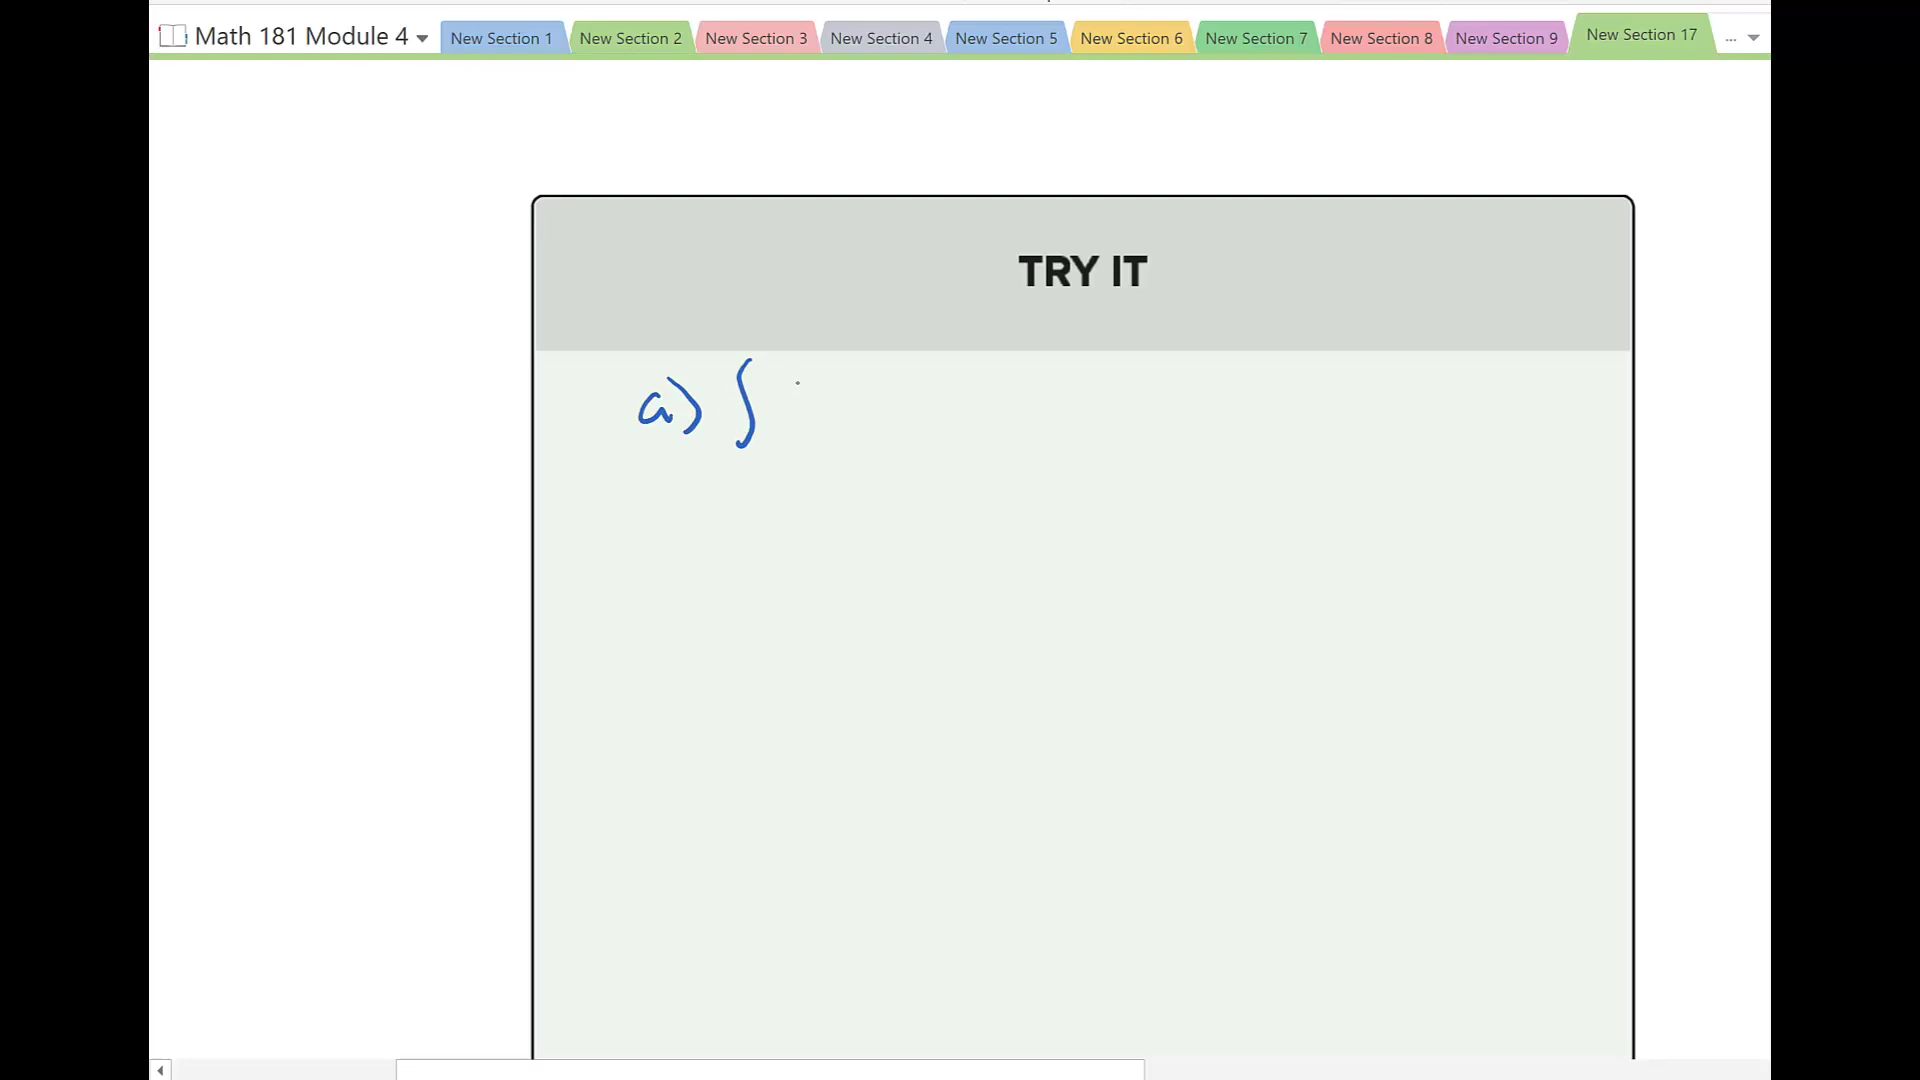 Math 181 Module 4 New Section 1 New Section 2 New Section 3 New Section 4 New Section 5 New Section 6 New Section 7 New Section 8 New Section 9 New Section 17 ...
TRY IT
a) ∫